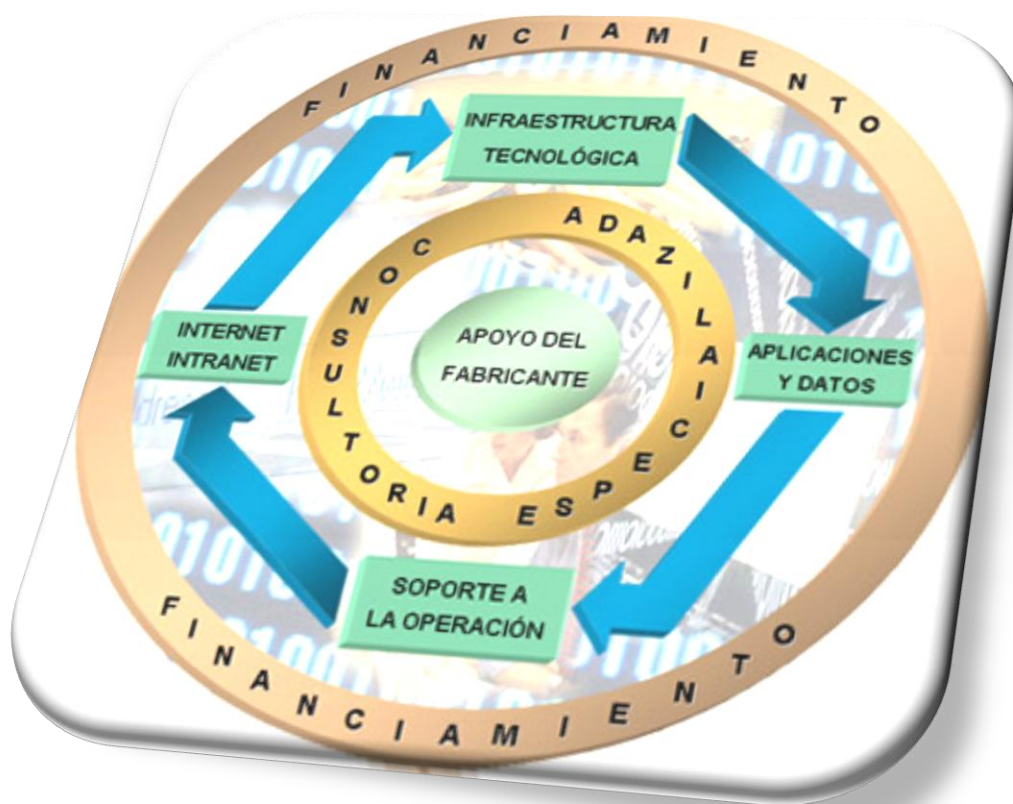 FINANCIAMIENTO
INFRAESTRUCTURA
TECNOLÓGICA
CONSULTORIA ESPECIALIZADA
INTERNET
INTRANET
APOYO DEL
FABRICANTE
APLICACIONES
Y DATOS
SOPORTE A
LA OPERACIÓN
FINANCIAMIENTO